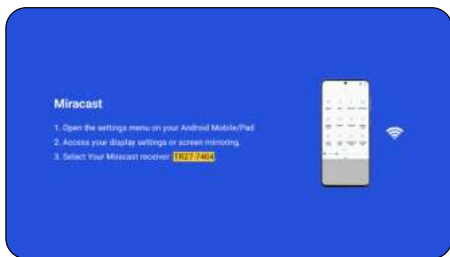 Miracast
1. Open the settings menu on your Android Mobile/Pad
2. Access your display settings or screen mirroring.
3. Select Your Miracast receiver: TR27-7404